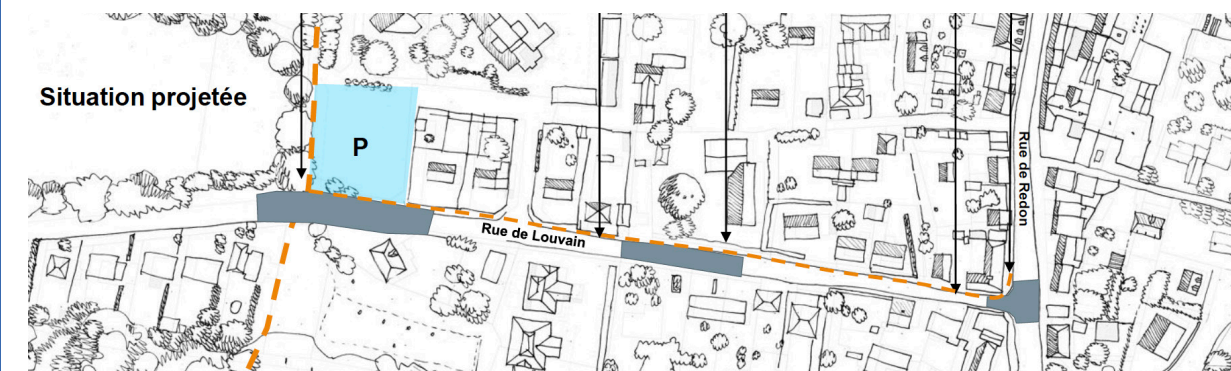 Situation projetée
P
Rue de Louvain
Rue de Redon